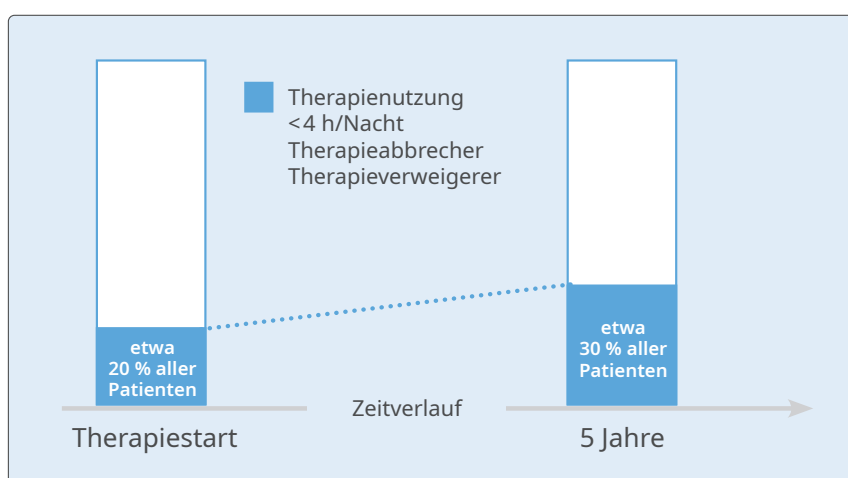 Therapienutzung
<4 h/Nacht
Therapieabbrecher
Therapieverweigerer
etwa
20 % aller
Patienten
etwa
30 % aller
Patienten
Zeitverlauf
Therapiestart
5 Jahre